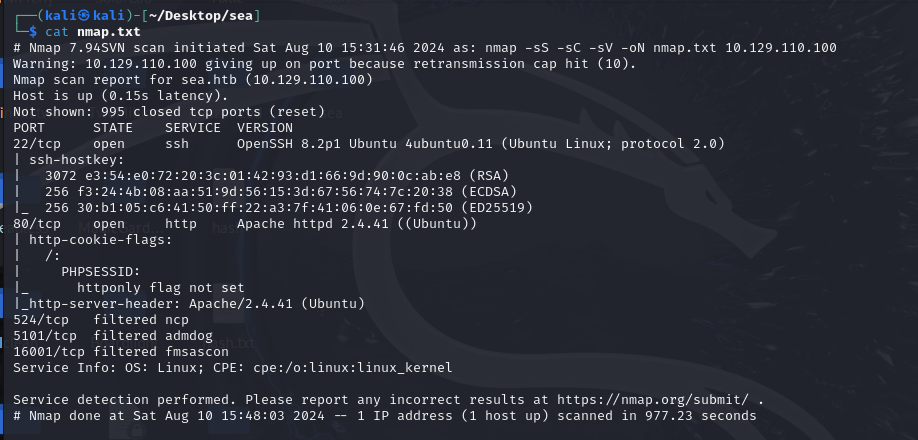 ┌──(kali㉿kali)-[~/Desktop/sea]
└─$ cat nmap.txt
# Nmap 7.94SVN scan initiated Sat Aug 10 15:31:46 2024 as: nmap -sS -sC -sV -oN nmap.txt 10.129.110.100
Warning: 10.129.110.100 giving up on port because retransmission cap hit (10).
Nmap scan report for sea.htb (10.129.110.100)
Host is up (0.15s latency).
Not shown: 995 closed tcp ports (reset)
PORT      STATE    SERVICE  VERSION
22/tcp    open     ssh      OpenSSH 8.2p1 Ubuntu 4ubuntu0.11 (Ubuntu Linux; protocol 2.0)
| ssh-hostkey:
|   3072 e3:54:e0:72:20:3c:01:42:93:d1:66:9d:90:0c:ab:e8 (RSA)
|   256 f3:24:4b:08:aa:51:9d:56:15:3d:67:56:74:7c:20:38 (ECDSA)
|_  256 30:b1:05:c6:41:50:ff:22:a3:7f:41:06:0e:67:fd:50 (ED25519)
80/tcp    open     http     Apache httpd 2.4.41 ((Ubuntu))
| http-cookie-flags:
|   /:
|     PHPSESSID:
|_      httponly flag not set
|_http-server-header: Apache/2.4.41 (Ubuntu)
524/tcp   filtered ncp
5101/tcp  filtered admdog
16001/tcp filtered fmsascon
Service Info: OS: Linux; CPE: cpe:/o:linux:linux_kernel

Service detection performed. Please report any incorrect results at https://nmap.org/submit/ .
# Nmap done at Sat Aug 10 15:48:03 2024 -- 1 IP address (1 host up) scanned in 977.23 seconds